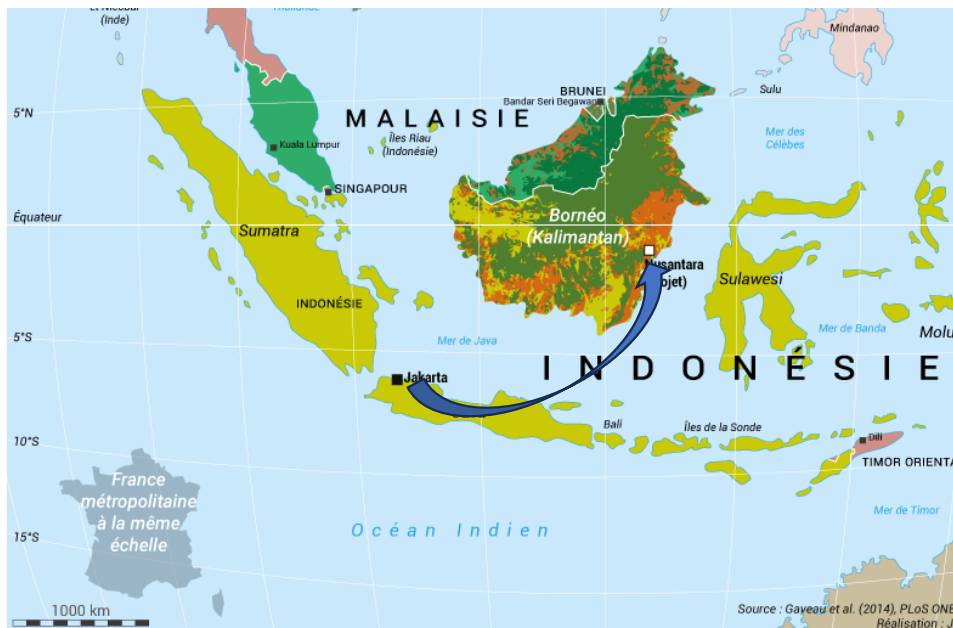 (Inde)
Mindanao
Sulu
BRUNEI
Bandar Seri Begawan
5°N
MALAISIE
Îles Riau
(Indonésie)
Mer des
Célèbes
Kuala Lumpur
SINGAPOUR
Équateur
Sumatra
Bornéo
(Kalimantan)
Nusantara
INDONÉSIE
Sulawesi
5°S
Mer de Java
Mer de Banda
Molu
INDONÉSIE
Jakarta
Bali
Îles de la Sonde
10°S
Dili
TIMOR ORIENTA
France
métropolitaine
à la même
échelle
Mer de Timor
Océan Indien
15°S
1000 km
Source : Gaveau et al. (2014), PLoS ONE
Réalisation : J